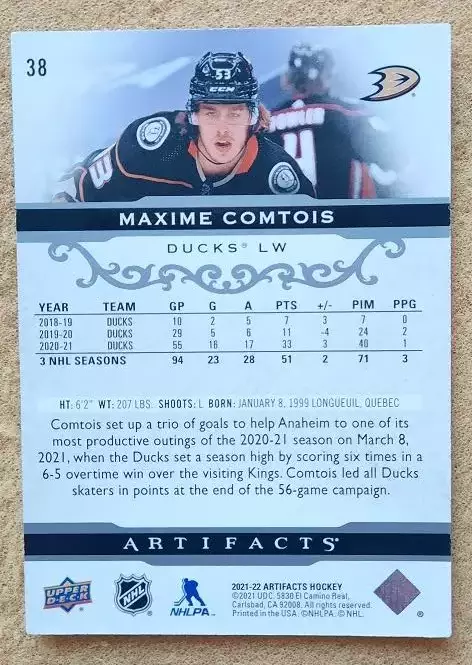 38
53
CCM
MAXIME COMTOIS
DUCKS® LW
YEAR TEAM GP G A PTS +/- PIM PPG
2018-19 DUCKS 10 2 5 7 3 7 0
2019-20 DUCKS 29 5 6 11 -4 24 2
2020-21 DUCKS 55 16 17 33 3 40 1
3 NHL SEASONS 94 23 28 51 2 71 3
HT: 6'2" WT: 207 LBS. SHOOTS: L BORN: JANUARY 8, 1999 LONGUEUIL, QUEBEC
Comtois set up a trio of goals to help Anaheim to one of its
most productive outings of the 2020-21 season on March 8,
2021, when the Ducks set a season high by scoring six times in a
6-5 overtime win over the visiting Kings. Comtois led all Ducks
skaters in points at the end of the 56-game campaign.
ARTIFACTS®
UPPER DECK
NHL
NHLPA
2021-22 ARTIFACTS HOCKEY
©2021 UDC. 5830 El Camino Real,
Carlsbad, CA 92008. All rights reserved.
Printed in the USA. ©NHLPA. © NHL.
®